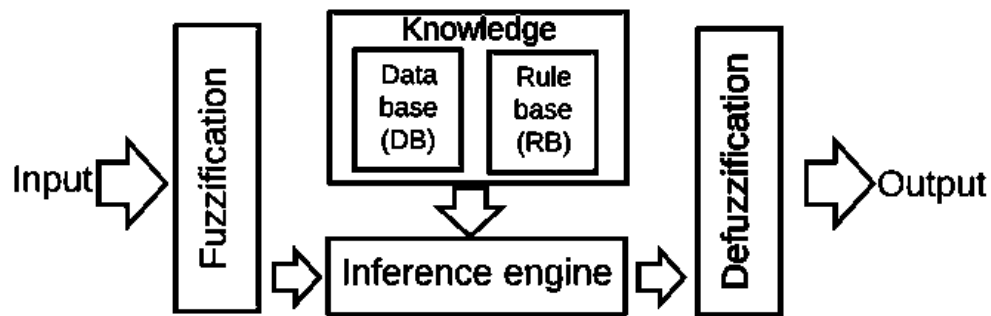 Input
Fuzzification
Knowledge
Data
base
(DB)
Rule
base
(RB)
Inference engine
Defuzzification
Output